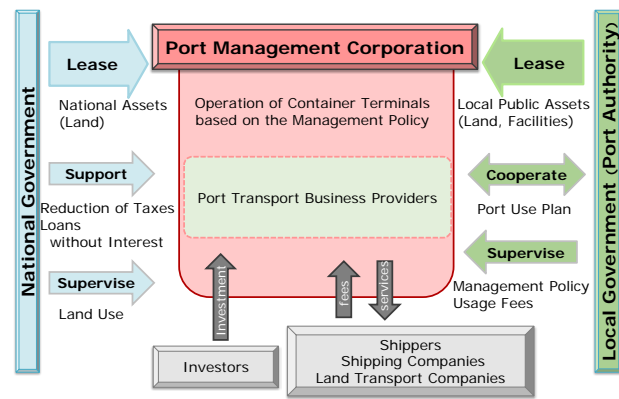 National Government
Lease
National Assets
(Land)
Support
Reduction of Taxes
Loans
without Interest
Supervise
Land Use
Port Management Corporation
Operation of Container Terminals
based on the Management Policy
Port Transport Business Providers
Investment
fees
services
Investors
Shippers
Shipping Companies
Land Transport Companies
Lease
Local Public Assets
(Land, Facilities)
Cooperate
Port Use Plan
Supervise
Management Policy
Usage Fees
Local Government (Port Authority)